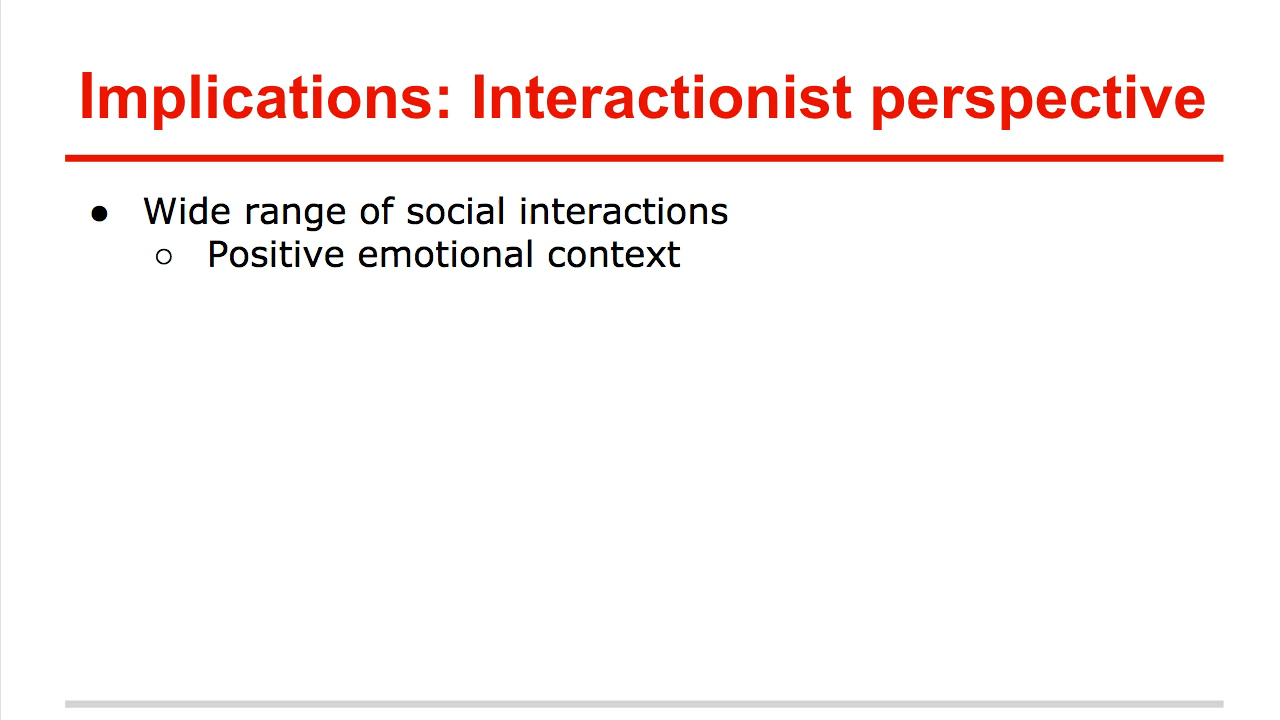 Implications: Interactionist perspective
● Wide range of social interactions
○ Positive emotional context